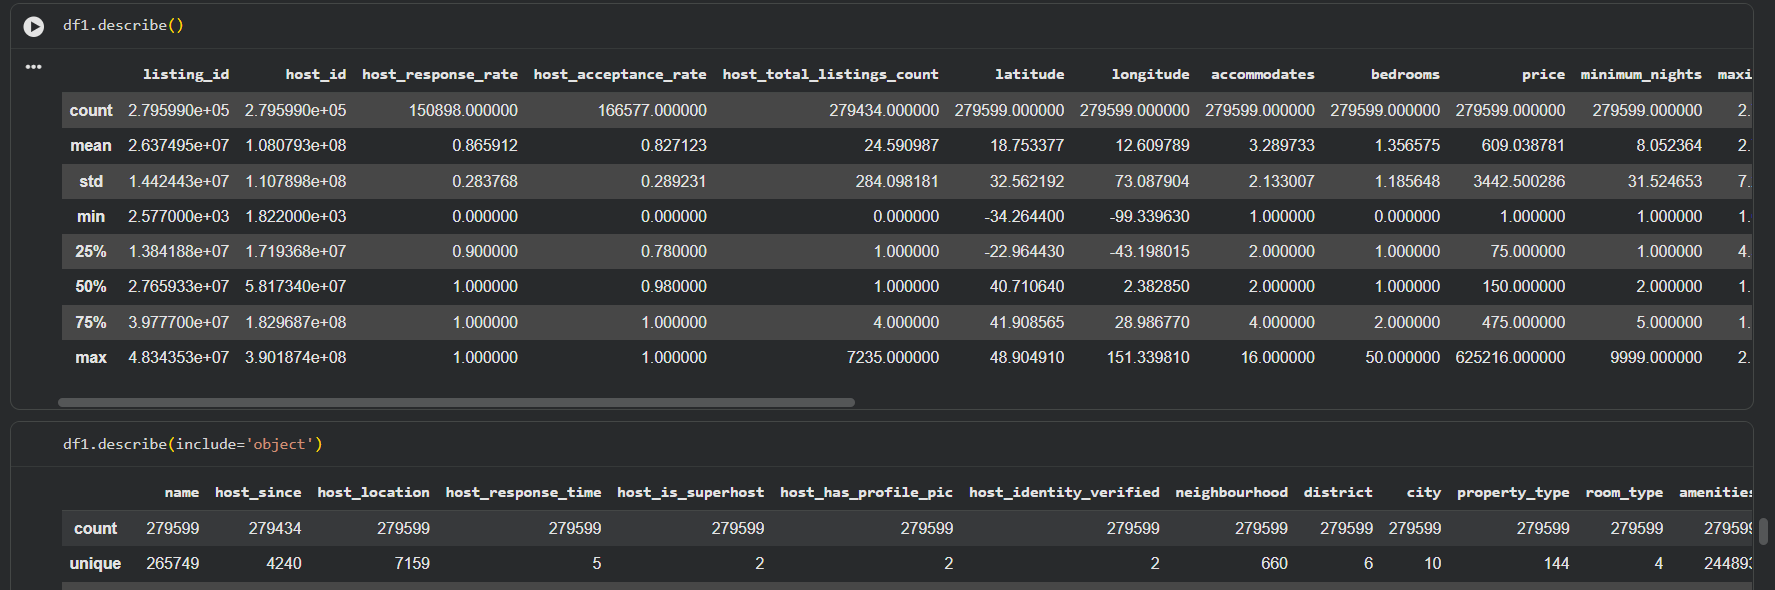 df1.describe()
listing_id host_id host_response_rate host_acceptance_rate host_total_listings_count latitude longitude accommodates bedrooms price minimum_nights maxi
count 2.795990e+05 2.795990e+05 150898.000000 166577.000000 279434.000000 279599.000000 279599.000000 279599.000000 279599.000000 279599.000000 279599.000000 2.
mean 2.637495e+07 1.080793e+08 0.865912 0.827123 24.590987 18.753377 12.609789 3.289733 1.356575 609.038781 8.052364 2.
std 1.442443e+07 1.107898e+08 0.283768 0.289231 284.098181 32.562192 73.087904 2.133007 1.185648 3442.500286 31.524653 7.
min 2.577000e+03 1.822000e+03 0.000000 0.000000 0.000000 -34.264400 -99.339630 1.000000 0.000000 1.000000 1.000000 1.
25% 1.384188e+07 1.719368e+07 0.900000 0.780000 1.000000 -22.964430 -43.198015 2.000000 1.000000 75.000000 1.000000 4.
50% 2.765933e+07 5.817340e+07 1.000000 0.980000 1.000000 40.710640 2.382850 2.000000 1.000000 150.000000 2.000000 1.
75% 3.977700e+07 1.829687e+08 1.000000 1.000000 4.000000 41.908565 28.986770 4.000000 2.000000 475.000000 5.000000 1.
max 4.834353e+07 3.901874e+08 1.000000 1.000000 7235.000000 48.904910 151.339810 16.000000 50.000000 625216.000000 9999.000000 2.
df1.describe(include='object')
name host_since host_location host_response_time host_is_superhost host_has_profile_pic host_identity_verified neighbourhood district city property_type room_type amenities
count 279599 279434 279599 279599 279599 279599 279599 279599 279599 279599 279599 279599 279599
unique 265749 4240 7159 5 2 2 2 660 6 10 144 4 244893